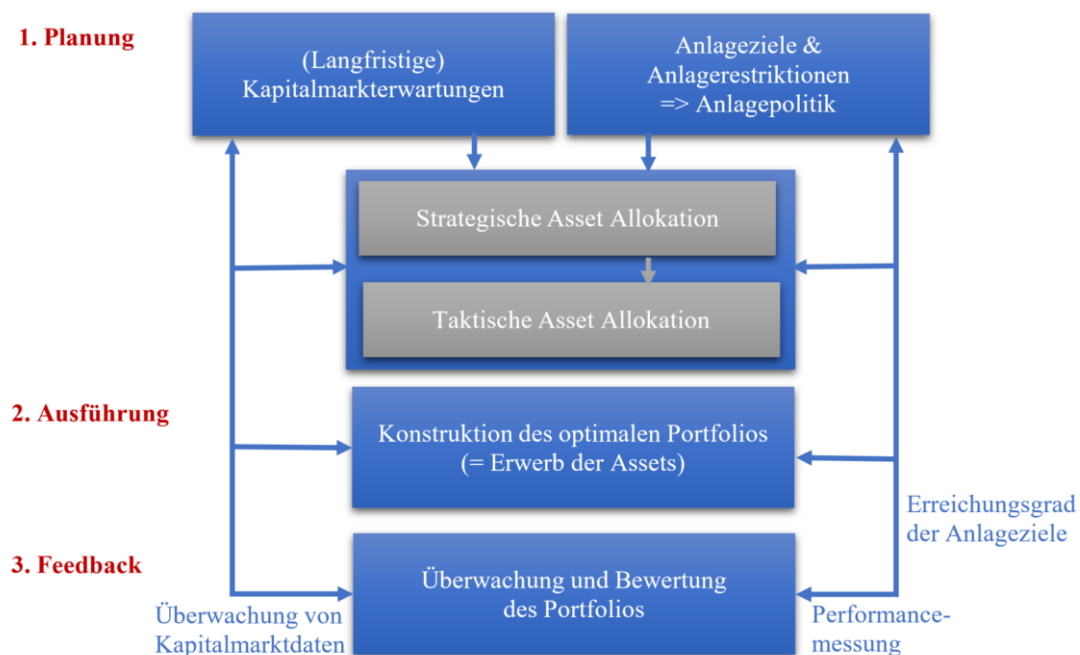 1. Planung
(Langfristige)
Kapitalmarkterwartungen
Anlageziele &
Anlagerestriktionen
=> Anlagepolitik
Strategische Asset Allokation
Taktische Asset Allokation
2. Ausführung
Konstruktion des optimalen Portfolios
(= Erwerb der Assets)
Erreichungsgrad
der Anlageziele
3. Feedback
Überwachung und Bewertung
des Portfolios
Überwachung von
Kapitalmarktdaten
Performance-
messung